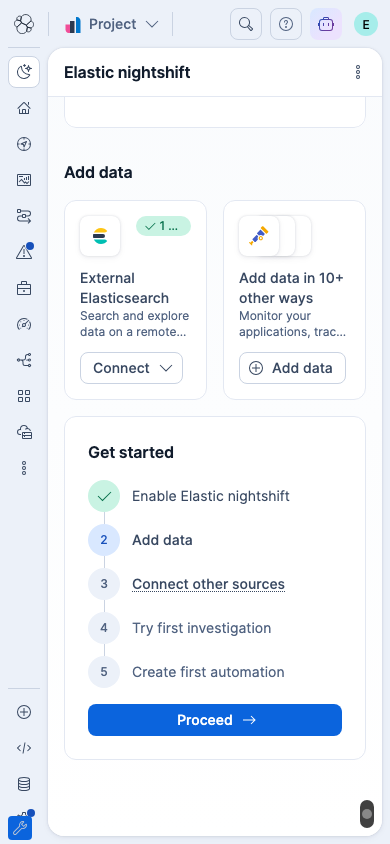 Project
E
Elastic nightshift
Add data
1 ...
External
Elasticsearch
Search and explore
data on a remote...
Connect
Add data in 10+
other ways
Monitor your
applications, trac...
Add data
Get started
Enable Elastic nightshift
2
Add data
3
Connect other sources
4
Try first investigation
5
Create first automation
Proceed